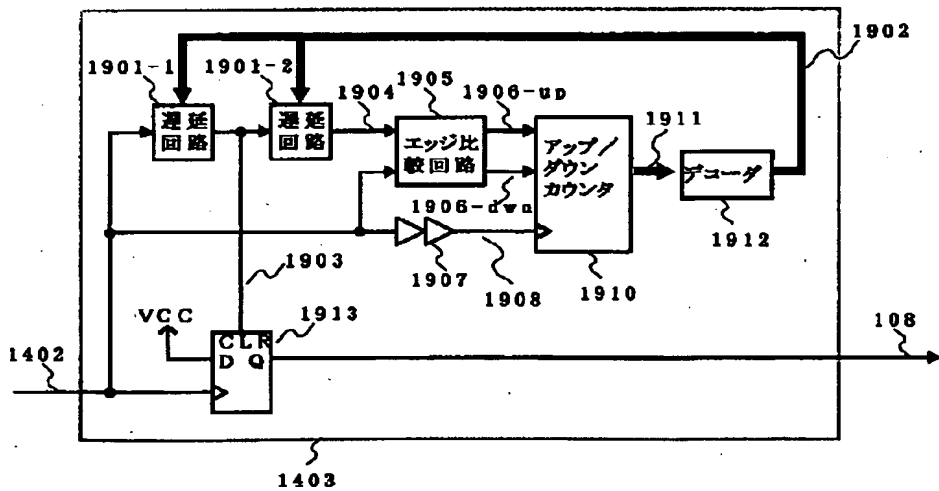 1902
1901-1
1901-2
1905
1904
1906-up
1911
遅延
回路
遅延
回路
エッジ比
較回路
アップ/
ダウン
カウンタ
デコーダ
1906-dwn
1912
1903
1907
1908
1910
VCC
1913
CLR
D Q
108
1402
1403